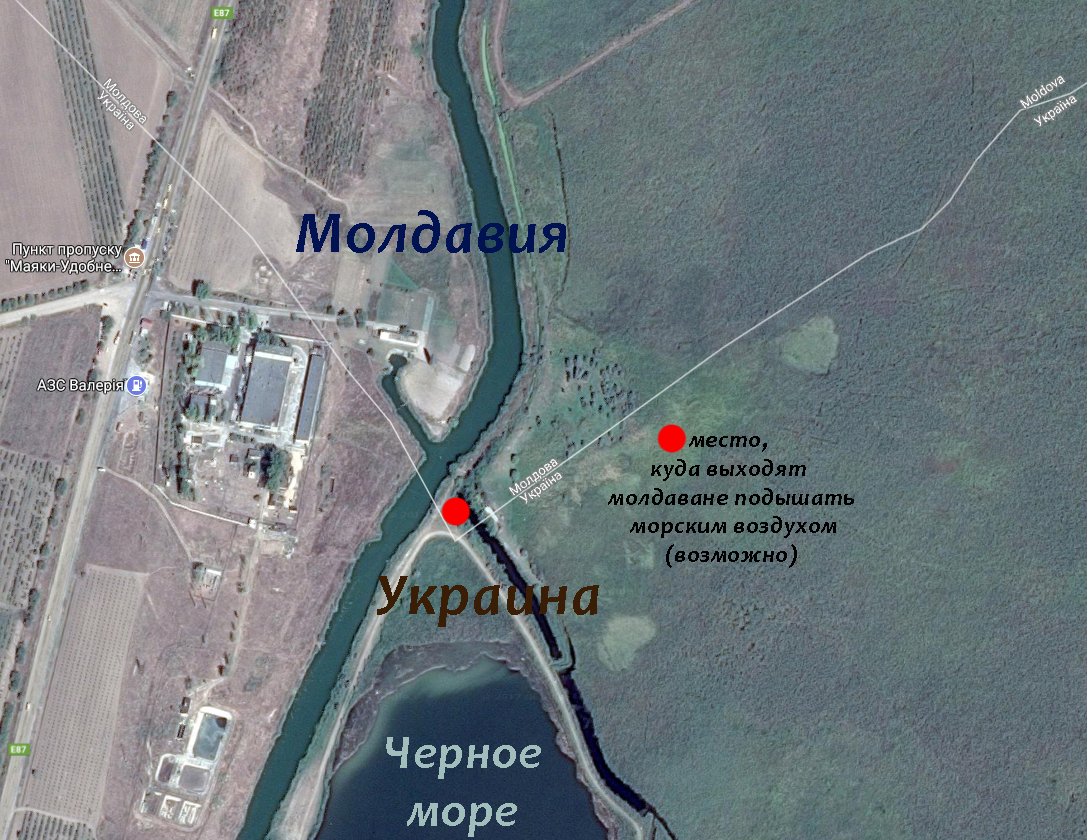 E87
Молдова
Україна
Moldova
Україна
Молдавия
Пункт пропуску
"Маяки-Удобне...
АЗС Валерія
место,
куда выходят
молдаване подышать
морским воздухом
(возможно)
Молдова
Україна
Украина
E87
Черное
море